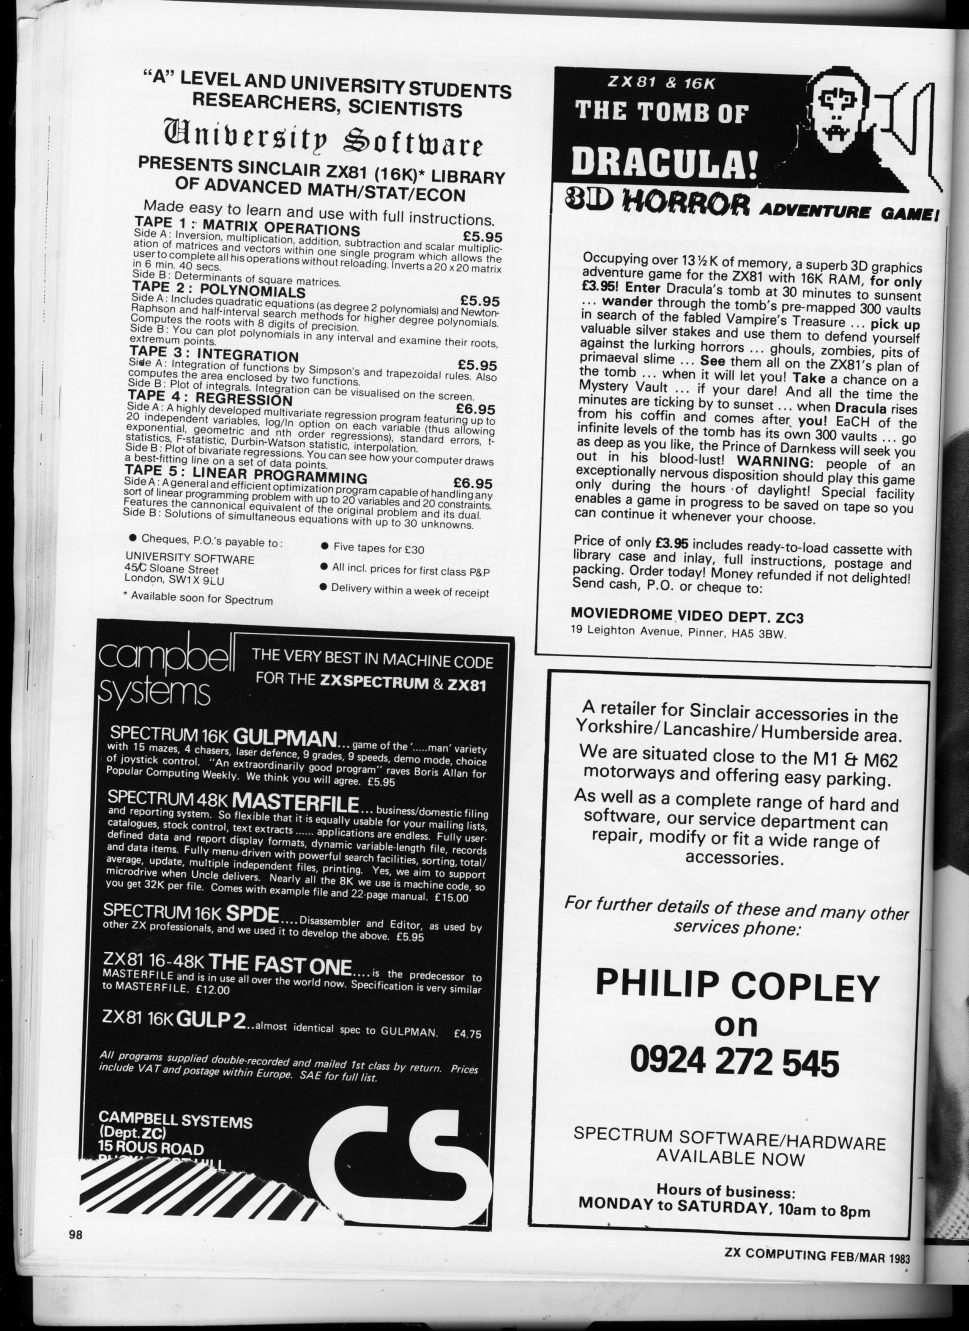 “A” LEVEL AND UNIVERSITY STUDENTS
RESEARCHERS, SCIENTISTS
University Software
PRESENTS SINCLAIR ZX81 (16K)* LIBRARY
OF ADVANCED MATH/STAT/ECON
Made easy to learn and use with full instructions.
TAPE 1 : MATRIX OPERATIONS £5.95
Side A: Inversion, multiplication, addition, subtraction and scalar multiplic-
ation of matrices and vectors within one single program which allows the
user to complete all his operations without reloading. Inverts a 20 x 20 matrix
in 6 min. 40 secs.
Side B: Determinants of square matrices.
TAPE 2 : POLYNOMIALS £5.95
Side A: Includes quadratic equations (as degree 2 polynomials) and Newton-
Raphson and half-interval search methods for higher degree polynomials.
Computes the roots with 8 digits of precision.
Side B: You can plot polynomials in any interval and examine their roots,
extremum points.
TAPE 3 : INTEGRATION £5.95
Side A: Integration of functions by Simpson's and trapezoidal rules. Also
computes the area enclosed by two functions.
Side B: Plot of integrals. Integration can be visualised on the screen.
TAPE 4 : REGRESSION £6.95
Side A: A highly developed multivariate regression program featuring up to
20 independent variables, log/ln option on each variable (thus allowing
exponential, geometric and nth order regressions), standard errors, t-
statistics, F-statistic, Durbin-Watson statistic, interpolation.
Side B: Plot of bivariate regressions. You can see how your computer draws
a best-fitting line on a set of data points.
TAPE 5 : LINEAR PROGRAMMING £6.95
Side A: A general and efficient optimization program capable of handling any
sort of linear programming problem with up to 20 variables and 20 constraints.
Features the cannonical equivalent of the original problem and its dual.
Side B: Solutions of simultaneous equations with up to 30 unknowns.
● Cheques, P.O.'s payable to:
UNIVERSITY SOFTWARE
45/C Sloane Street
London, SW1X 9LU
* Available soon for Spectrum
● Five tapes for £30
● All incl. prices for first class P&P
● Delivery within a week of receipt
campbell
systems
THE VERY BEST IN MACHINE CODE
FOR THE ZX SPECTRUM & ZX81
SPECTRUM 16K GULPMAN...game of the '.....man' variety
with 15 mazes, 4 chasers, laser defence, 9 grades, 9 speeds, demo mode, choice
of joystick control. "An extraordinarily good program" raves Boris Allan for
Popular Computing Weekly. We think you will agree. £5.95
SPECTRUM 48K MASTERFILE... business/domestic filing
and reporting system. So flexible that it is equally usable for your mailing lists,
catalogues, stock control, text extracts ...... applications are endless. Fully user-
defined data and report display formats, dynamic variable-length file, records
and data items. Fully menu-driven with powerful search facilities, sorting, total/
average, update, multiple independent files, printing. Yes, we aim to support
microdrive when Uncle delivers. Nearly all the 8K we use is machine code, so
you get 32K per file. Comes with example file and 22-page manual. £15.00
SPECTRUM 16K SPDE....Disassembler and Editor, as used by
other ZX professionals, and we used it to develop the above. £5.95
ZX81 16-48K THE FAST ONE....is the predecessor to
MASTERFILE and is in use all over the world now. Specification is very similar
to MASTERFILE. £12.00
ZX81 16K GULP 2..almost identical spec to GULPMAN. £4.75
All programs supplied double-recorded and mailed 1st class by return. Prices
include VAT and postage within Europe. SAE for full list.
CAMPBELL SYSTEMS
(Dept.ZC)
15 ROUS ROAD
CS
98
ZX81 & 16K
THE TOMB OF
DRACULA!
3D HORROR ADVENTURE GAME!
Occupying over 13½K of memory, a superb 3D graphics
adventure game for the ZX81 with 16K RAM, for only
£3.95! Enter Dracula's tomb at 30 minutes to sunsent
... wander through the tomb's pre-mapped 300 vaults
in search of the fabled Vampire's Treasure ... pick up
valuable silver stakes and use them to defend yourself
against the lurking horrors ... ghouls, zombies, pits of
primaeval slime ... See them all on the ZX81's plan of
the tomb ... when it will let you! Take a chance on a
Mystery Vault ... if your dare! And all the time the
minutes are ticking by to sunset ... when Dracula rises
from his coffin and comes after you! EaCH of the
infinite levels of the tomb has its own 300 vaults ... go
as deep as you like, the Prince of Darnkess will seek you
out in his blood-lust! WARNING: people of an
exceptionally nervous disposition should play this game
only during the hours of daylight! Special facility
enables a game in progress to be saved on tape so you
can continue it whenever your choose.
Price of only £3.95 includes ready-to-load cassette with
library case and inlay, full instructions, postage and
packing. Order today! Money refunded if not delighted!
Send cash, P.O. or cheque to:
MOVIEDROME VIDEO DEPT. ZC3
19 Leighton Avenue, Pinner, HA5 3BW.
A retailer for Sinclair accessories in the
Yorkshire/Lancashire/Humberside area.
We are situated close to the M1 & M62
motorways and offering easy parking.
As well as a complete range of hard and
software, our service department can
repair, modify or fit a wide range of
accessories.
For further details of these and many other
services phone:
PHILIP COPLEY
on
0924 272 545
SPECTRUM SOFTWARE/HARDWARE
AVAILABLE NOW
Hours of business:
MONDAY to SATURDAY, 10am to 8pm
ZX COMPUTING FEB/MAR 1983